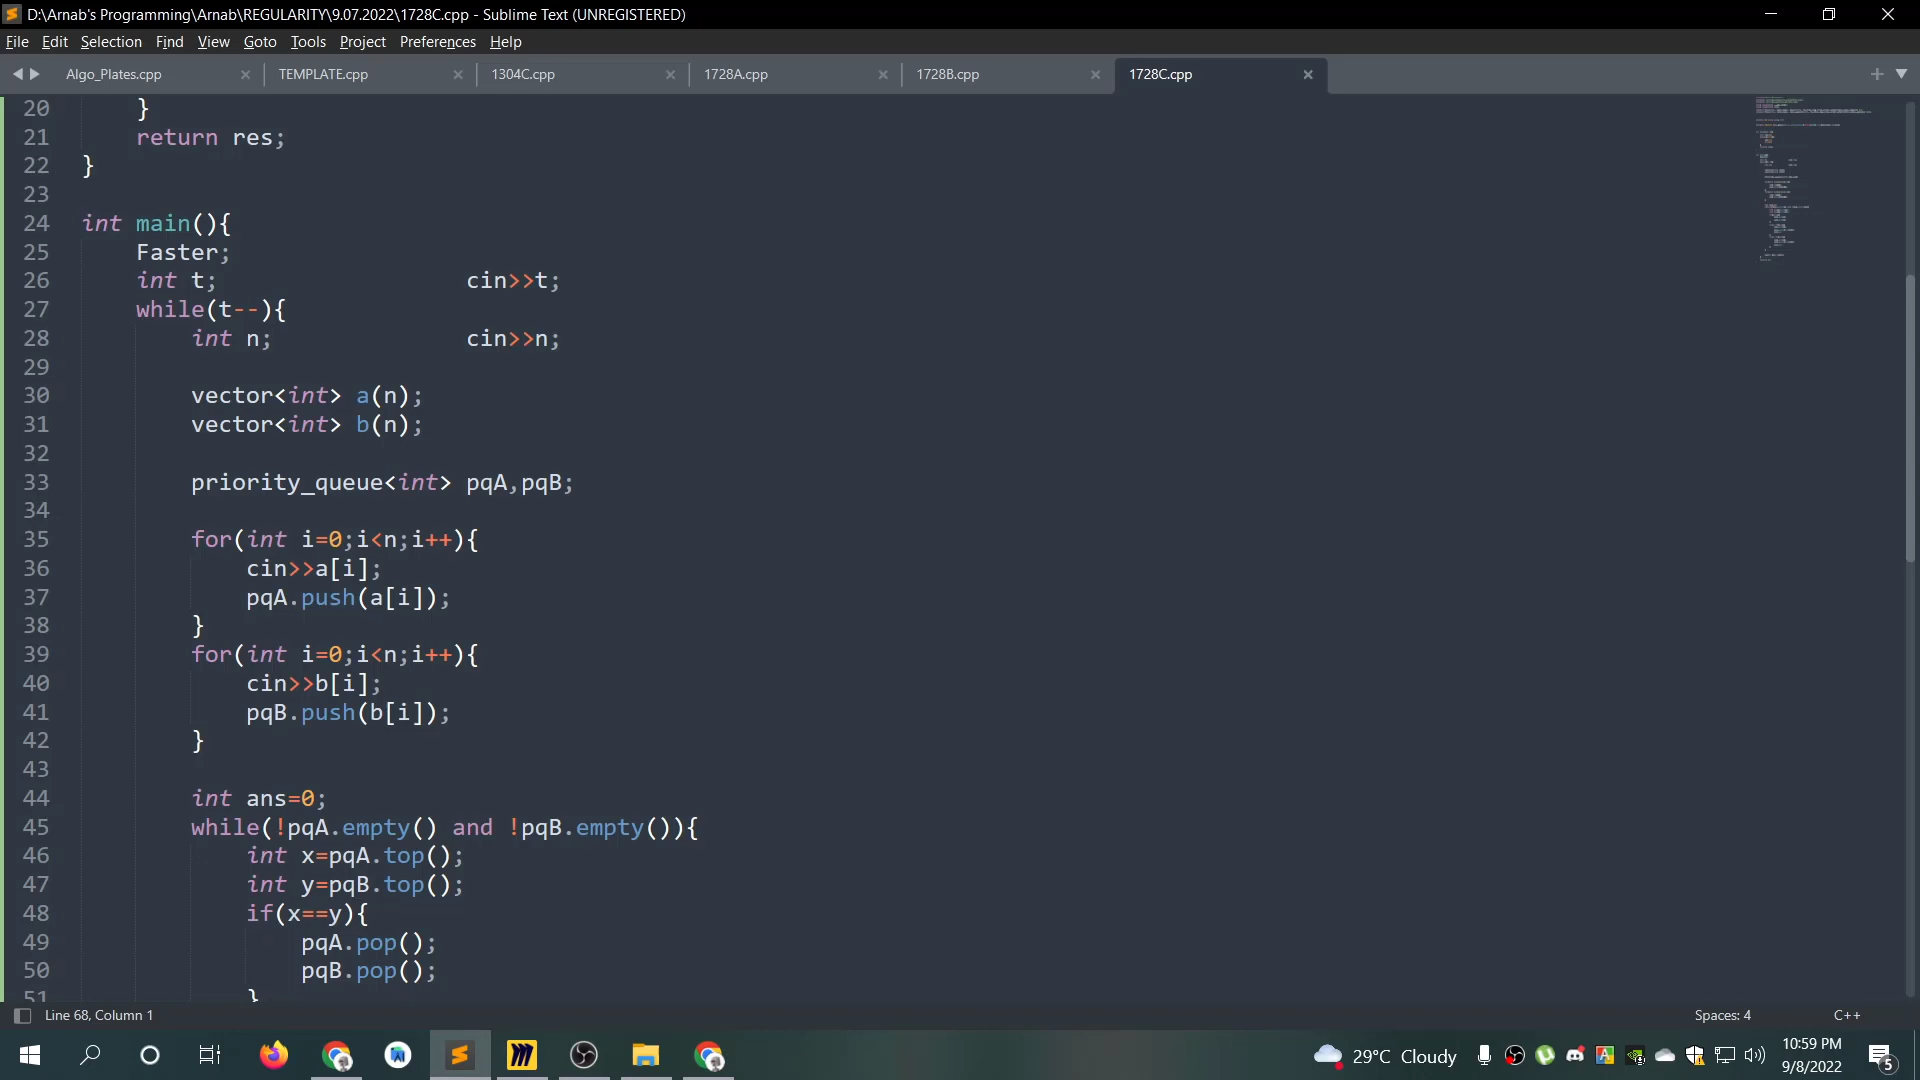 D:\Arnab's Programming\Arnab\REGULARITY\9.07.2022\1728C.cpp - Sublime Text (UNREGISTERED)
File Edit Selection Find View Goto Tools Project Preferences Help
Algo_Plates.cpp TEMPLATE.cpp 1304C.cpp 1728A.cpp 1728B.cpp 1728C.cpp
20 }
21 return res;
22 }
23
24 int main(){
25 Faster;
26 int t; cin>>t;
27 while(t--){
28 int n; cin>>n;
29
30 vector<int> a(n);
31 vector<int> b(n);
32
33 priority_queue<int> pqA,pqB;
34
35 for(int i=0;i<n;i++){
36 cin>>a[i];
37 pqA.push(a[i]);
38 }
39 for(int i=0;i<n;i++){
40 cin>>b[i];
41 pqB.push(b[i]);
42 }
43
44 int ans=0;
45 while(!pqA.empty() and !pqB.empty()){
46 int x=pqA.top();
47 int y=pqB.top();
48 if(x==y){
49 pqA.pop();
50 pqB.pop();
51 }
Line 68, Column 1 Spaces: 4 C++
29°C Cloudy 10:59 PM
9/8/2022 5